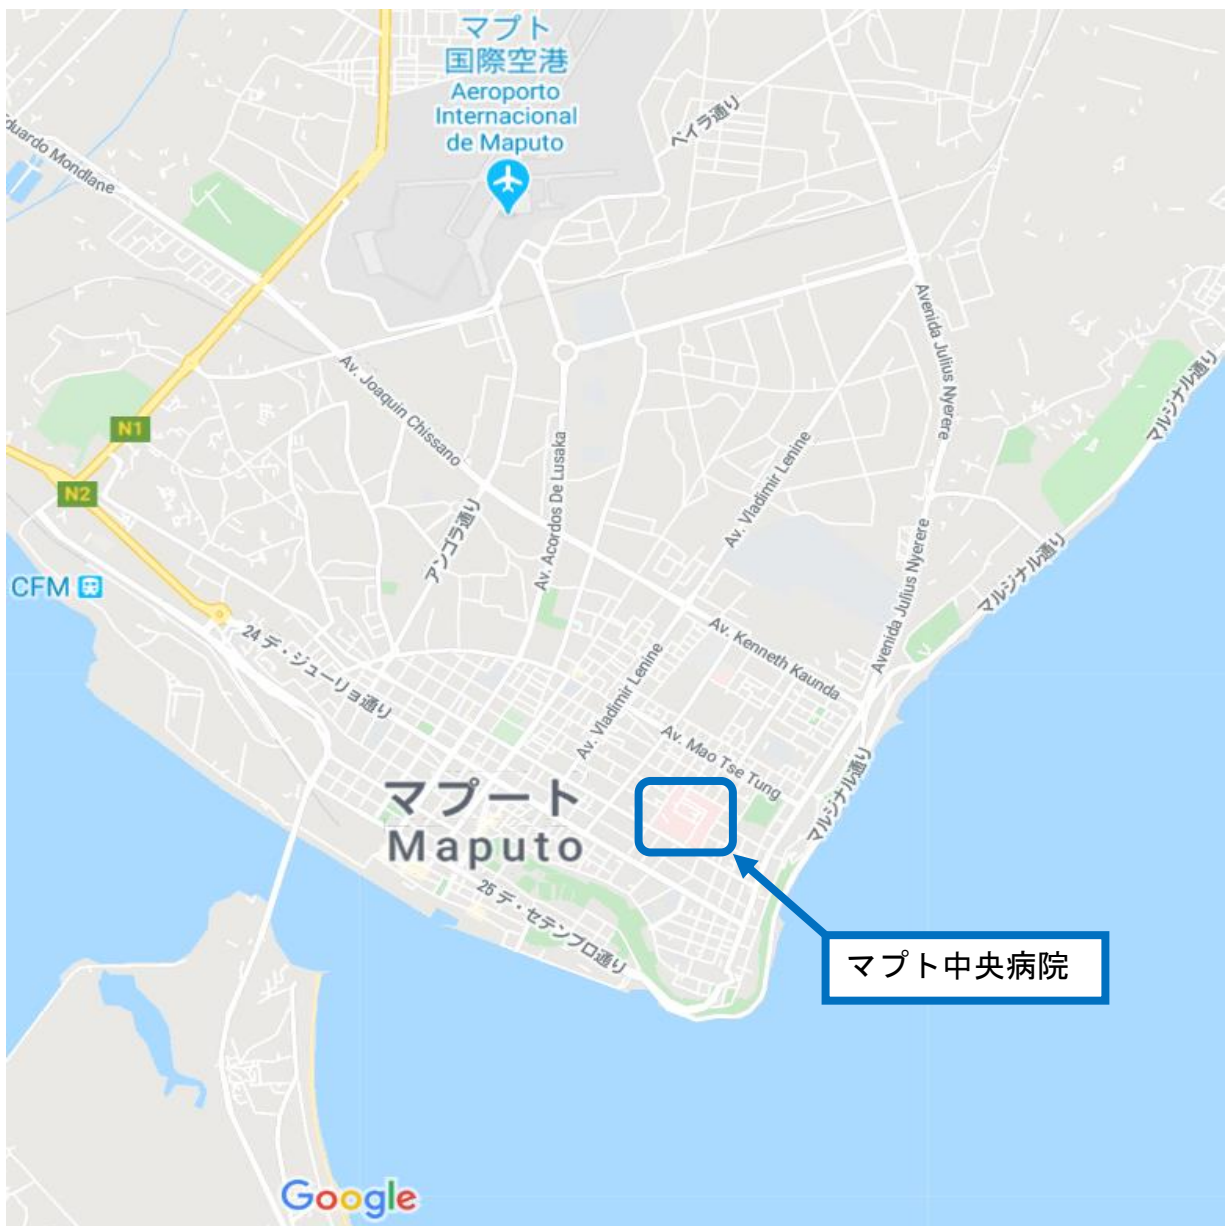 マプト
国際空港
Aeroporto
Internacional
de Maputo
ベイラ通り
Eduardo Mondlane
Avenida Julius Nyerere
マルジナル通り
Av. Joaquin Chissano
N1
N2
Av. Acordos De Lusaka
Av. Vladimir Lenine
アンゴラ通り
Avenida Julius Nyerere
マルジナル通り
CFM
24 デ・ジューリョ通り
Av. Kenneth Kaunda
Av. Vladimir Lenine
Av. Mao Tse Tung
マルジナル通り
マプート
Maputo
25 デ・セテンブロ通り
マプト中央病院
Google